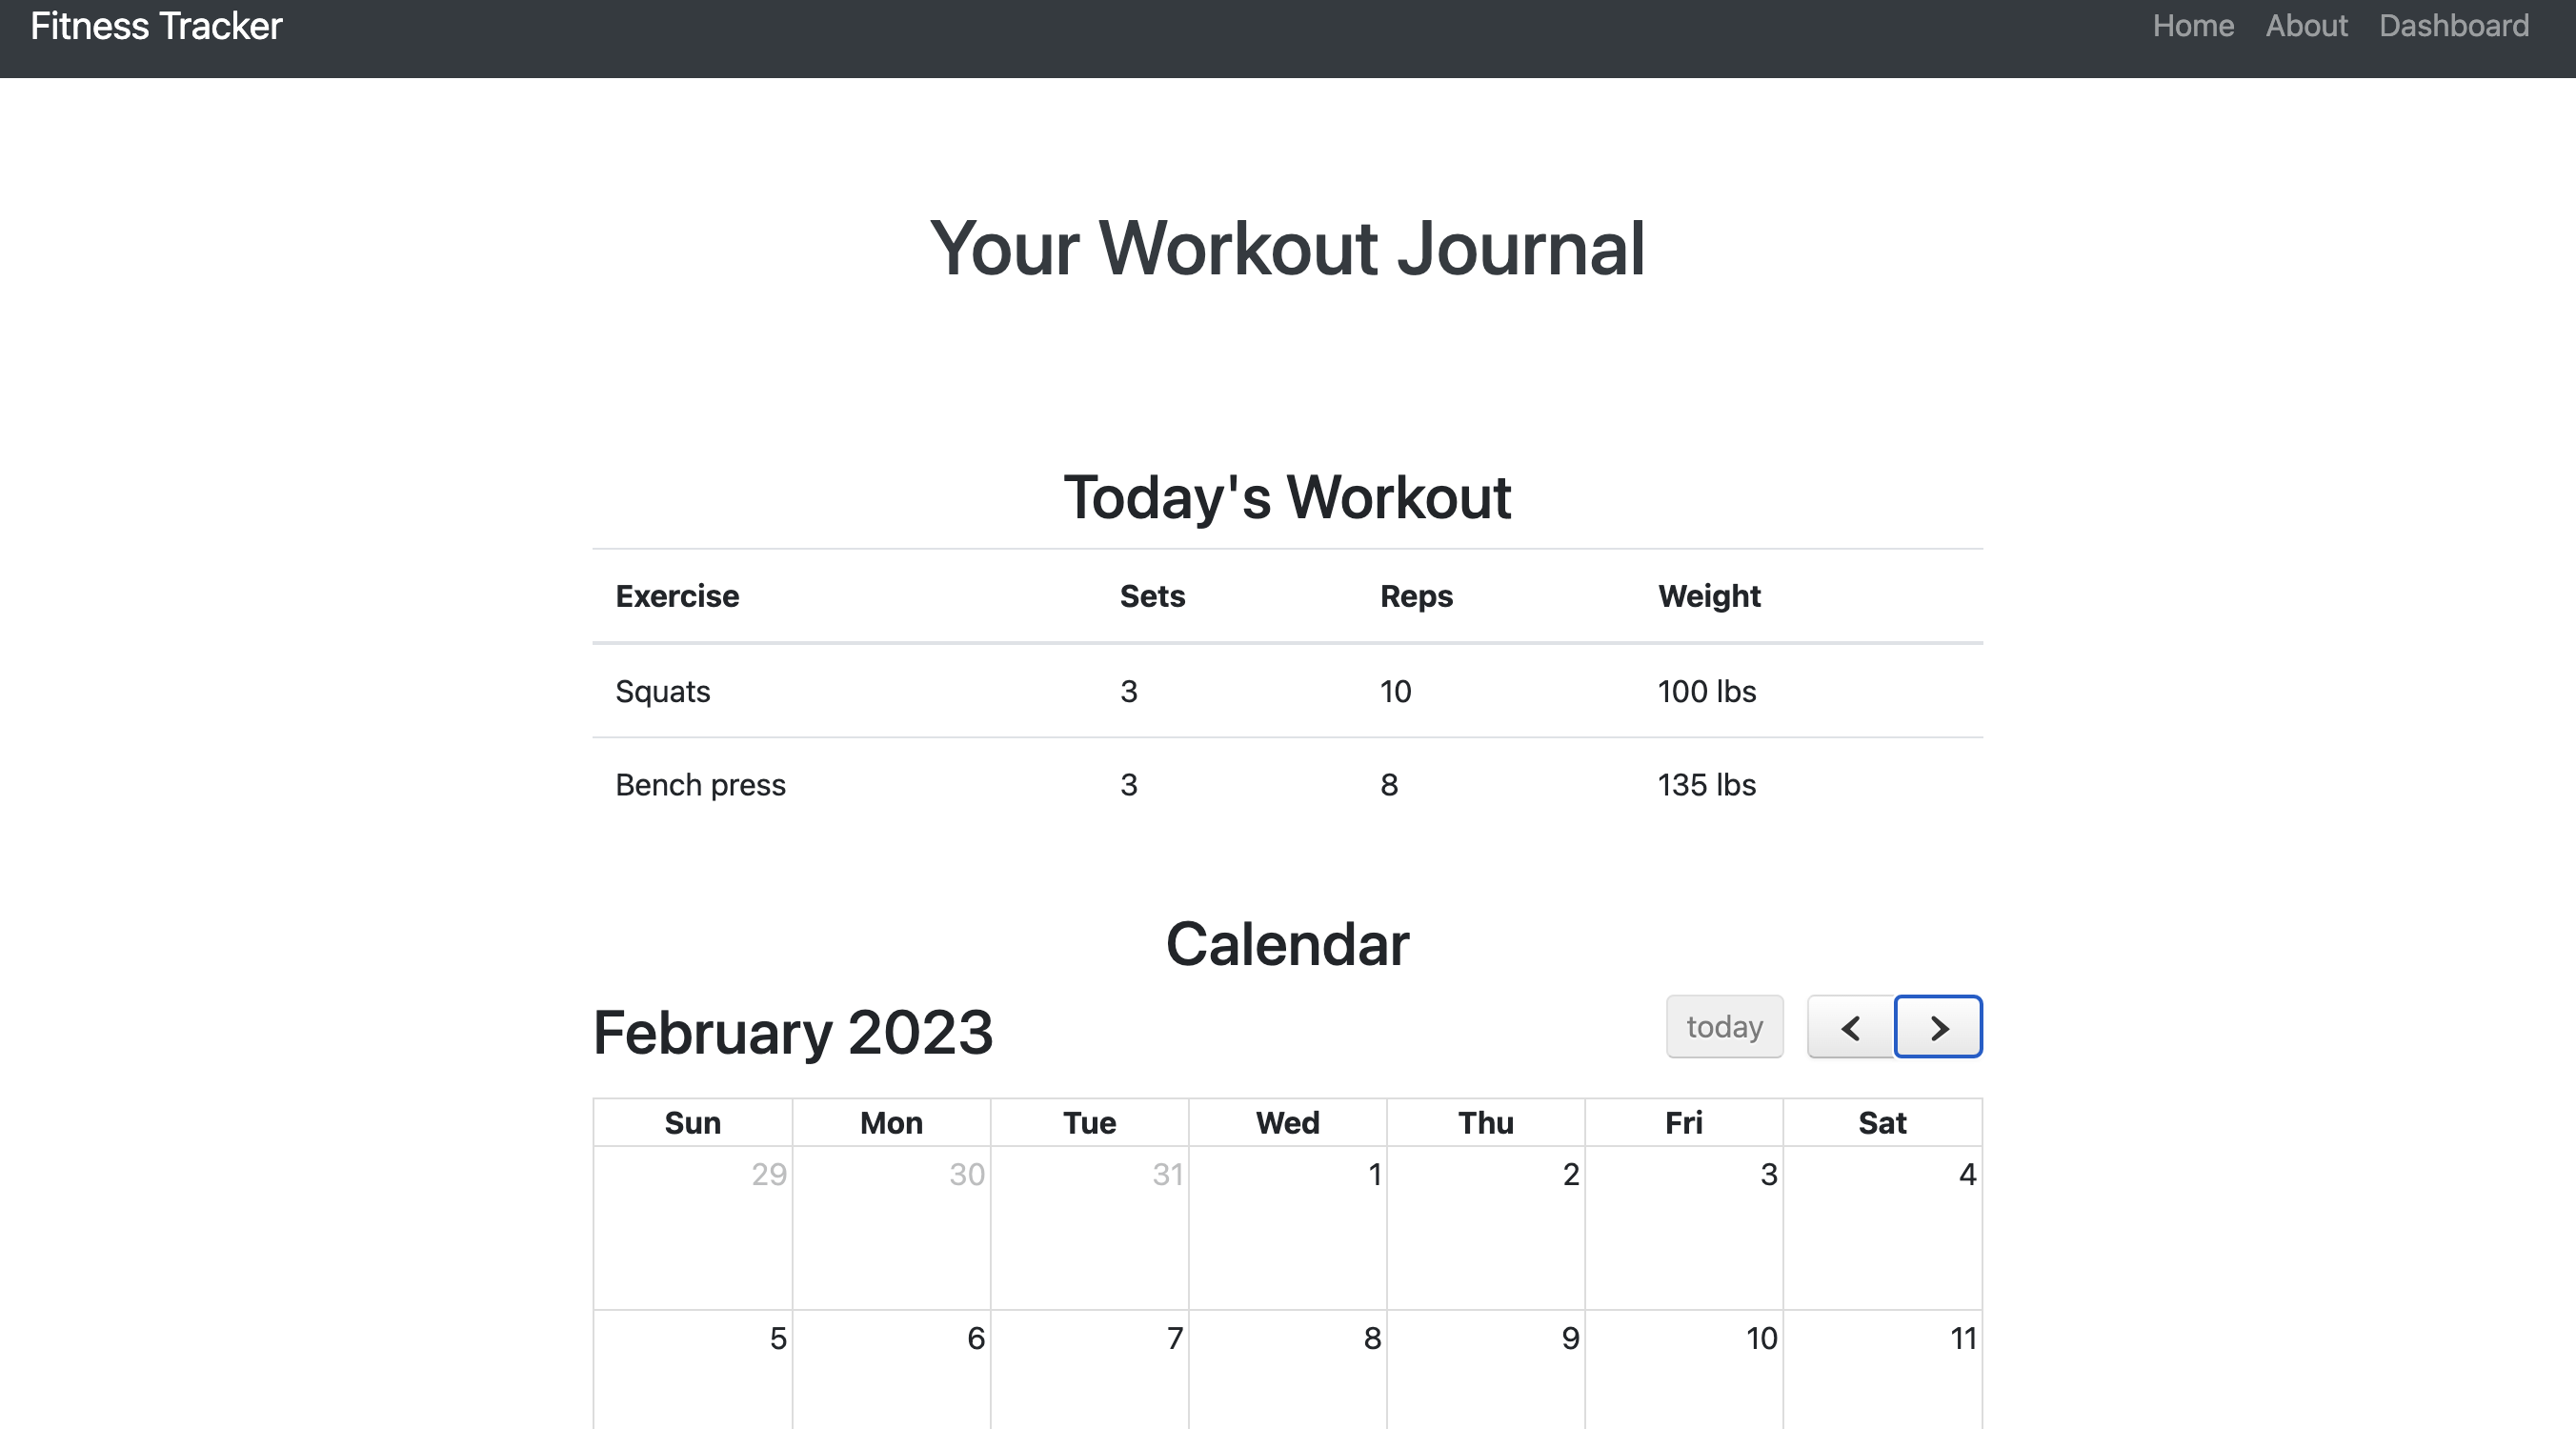 Fitness Tracker Home About Dashboard
Your Workout Journal
Today's Workout
Exercise Sets Reps Weight
Squats 3 10 100 lbs
Bench press 3 8 135 lbs
Calendar
February 2023 today
Sun Mon Tue Wed Thu Fri Sat
29 30 31 1 2 3 4
5 6 7 8 9 10 11